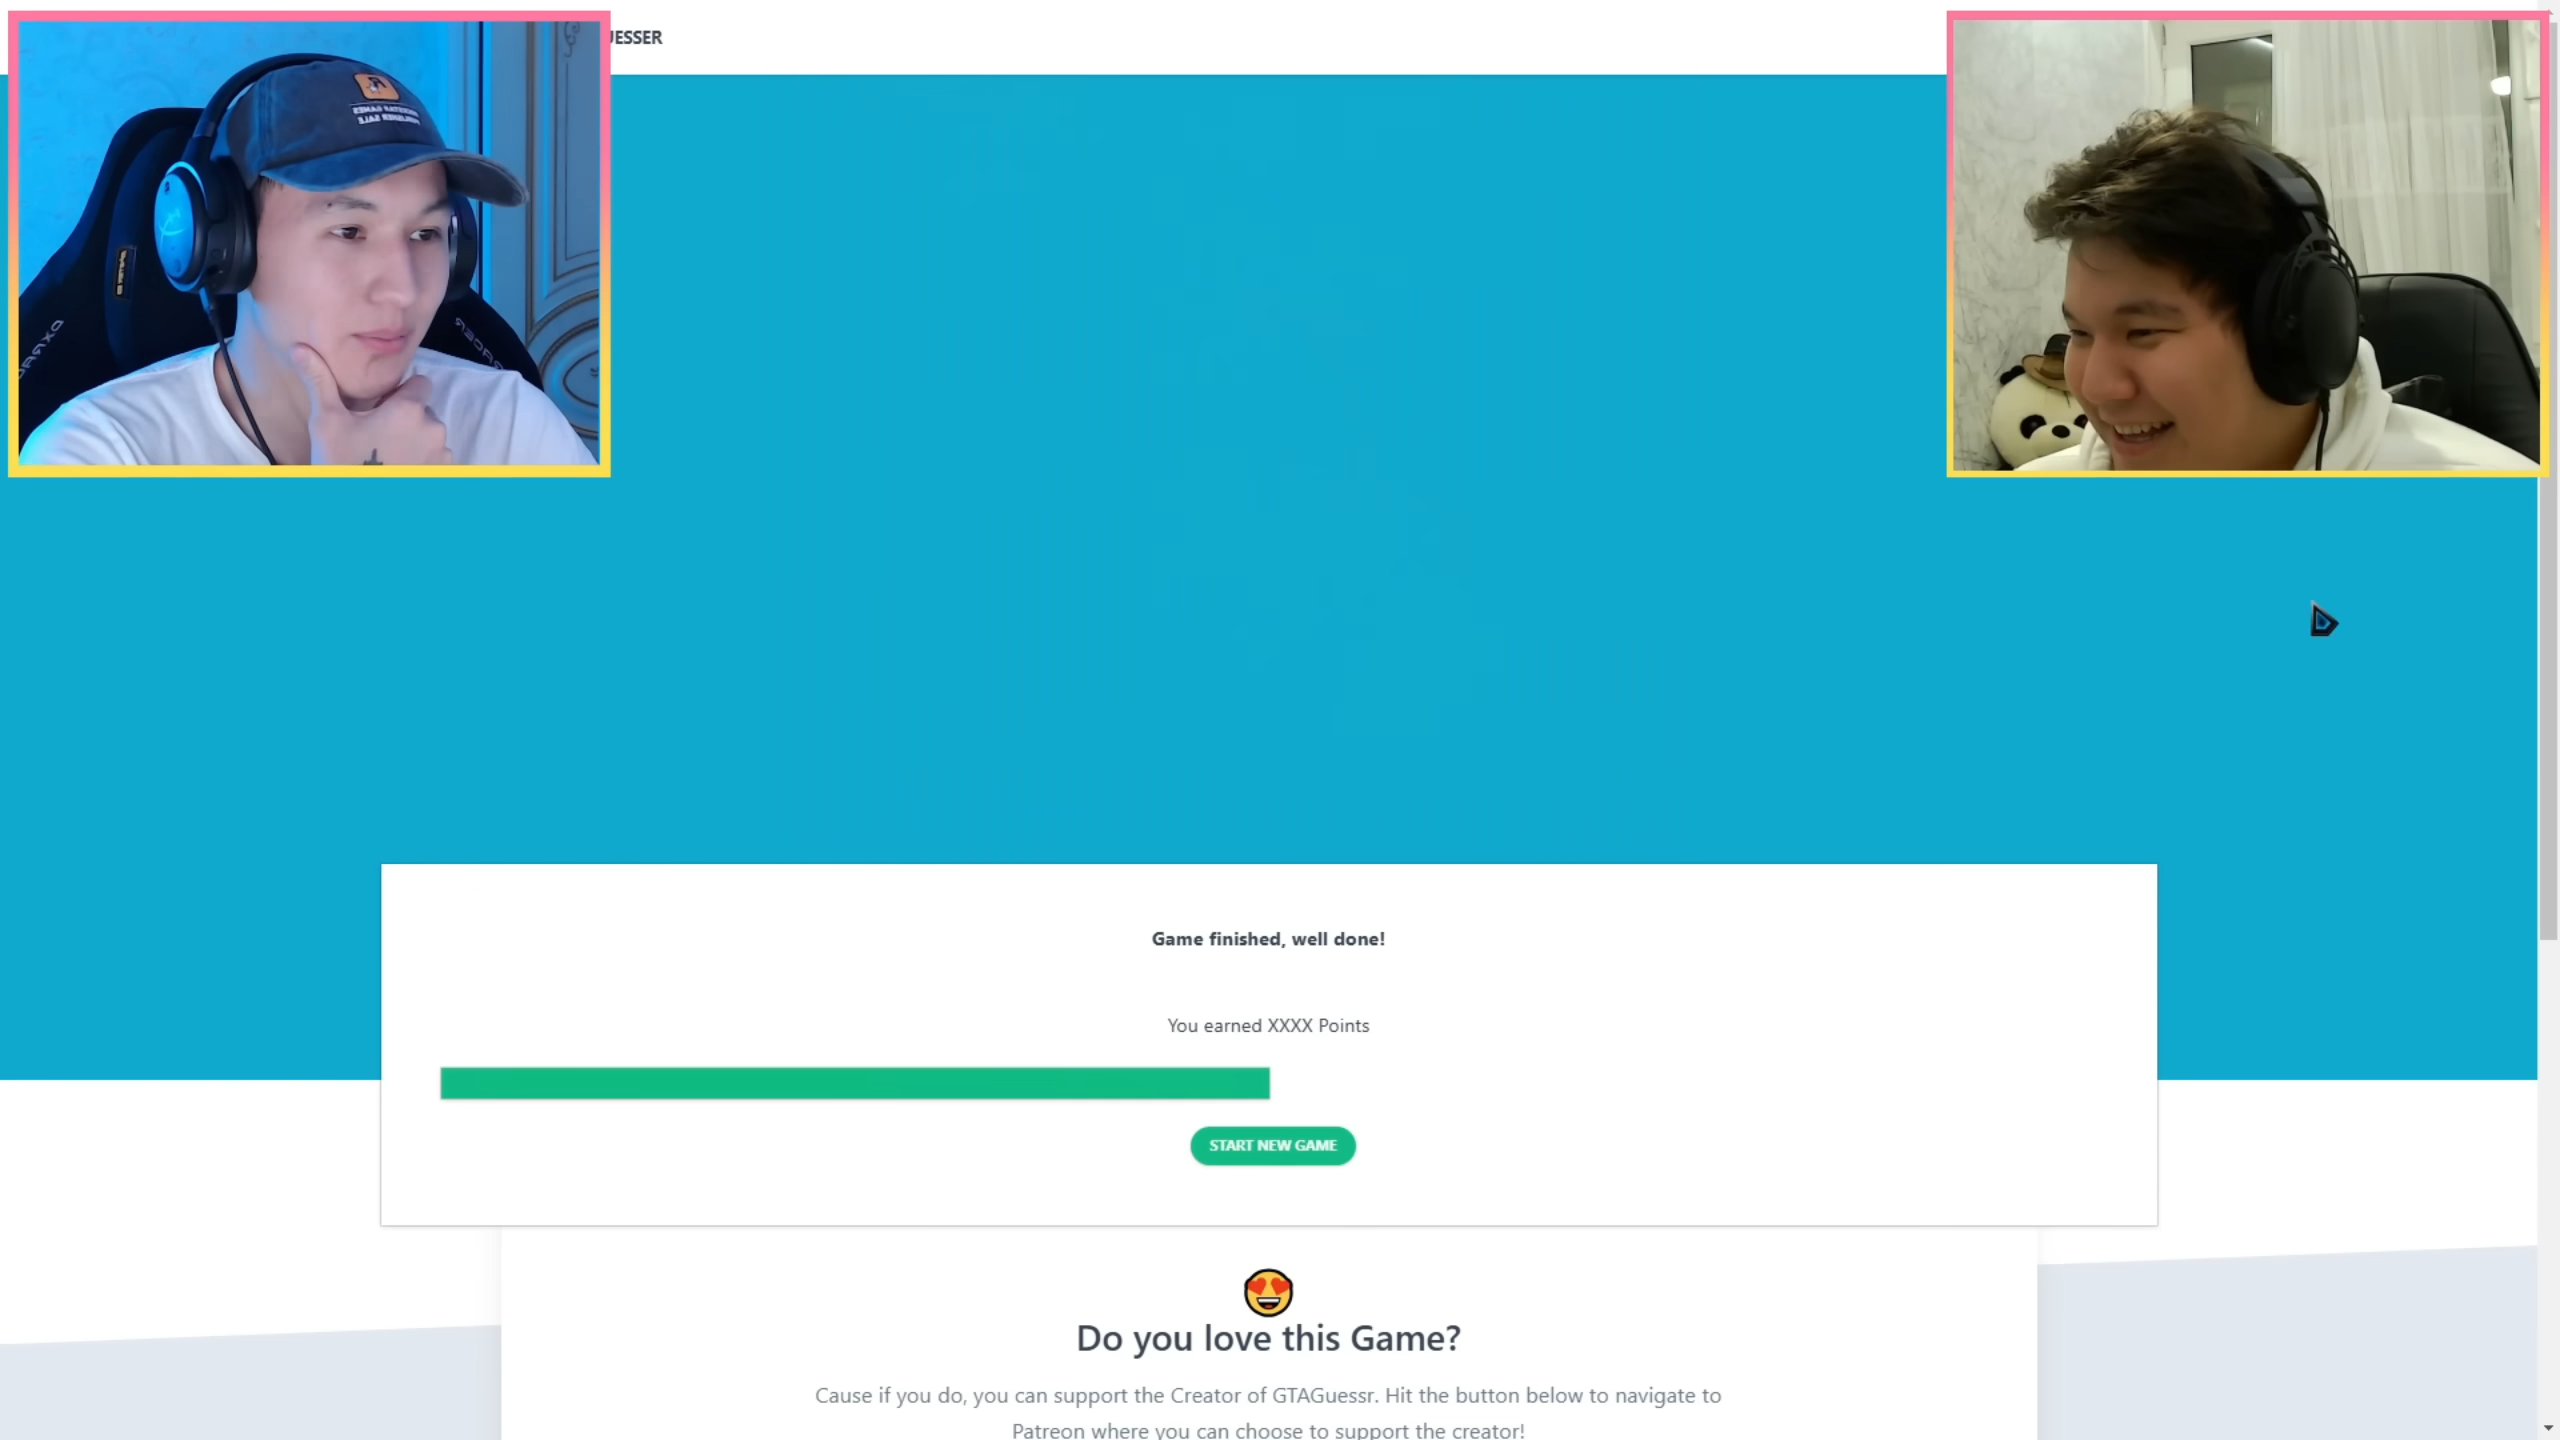 UESSER
Game finished, well done!
You earned XXXX Points
START NEW GAME
Do you love this Game?
Cause if you do, you can support the Creator of GTAGuessr. Hit the button below to navigate to
Patreon where you can choose to support the creator!